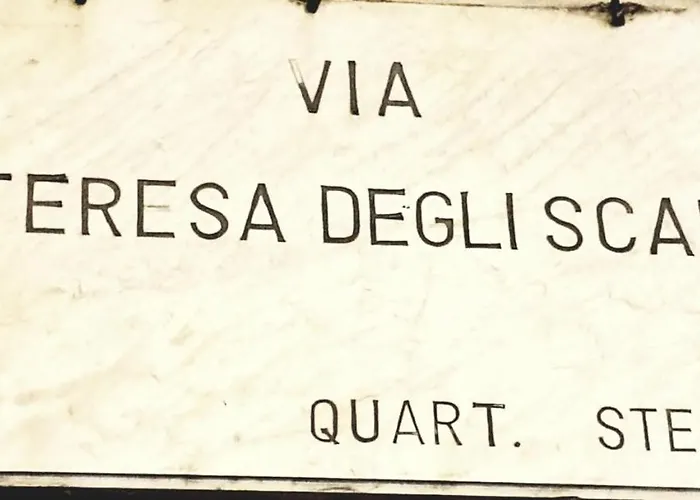 VIA
TERESA DEGLI SCA
QUART. STE